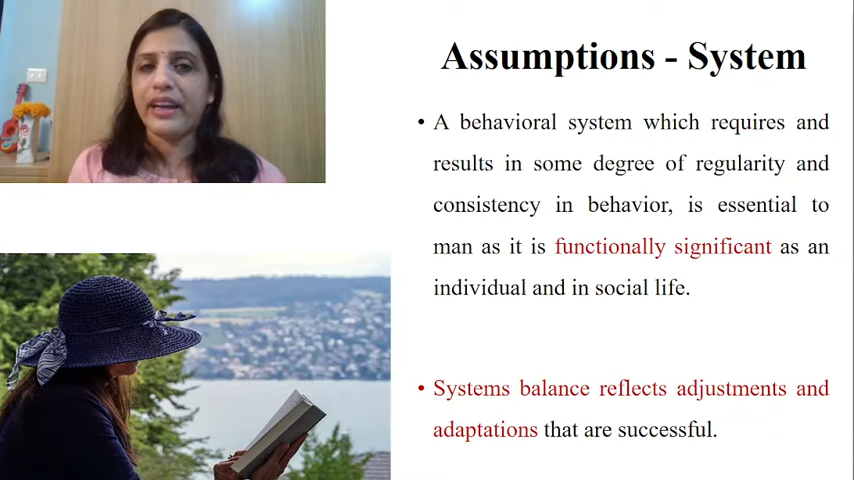 Assumptions - System
• A behavioral system which requires and
results in some degree of regularity and
consistency in behavior, is essential to
man as it is functionally significant as an
individual and in social life.
• Systems balance reflects adjustments and
adaptations that are successful.